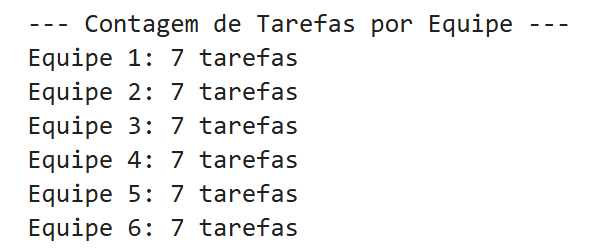 --- Contagem de Tarefas por Equipe ---
Equipe 1: 7 tarefas
Equipe 2: 7 tarefas
Equipe 3: 7 tarefas
Equipe 4: 7 tarefas
Equipe 5: 7 tarefas
Equipe 6: 7 tarefas